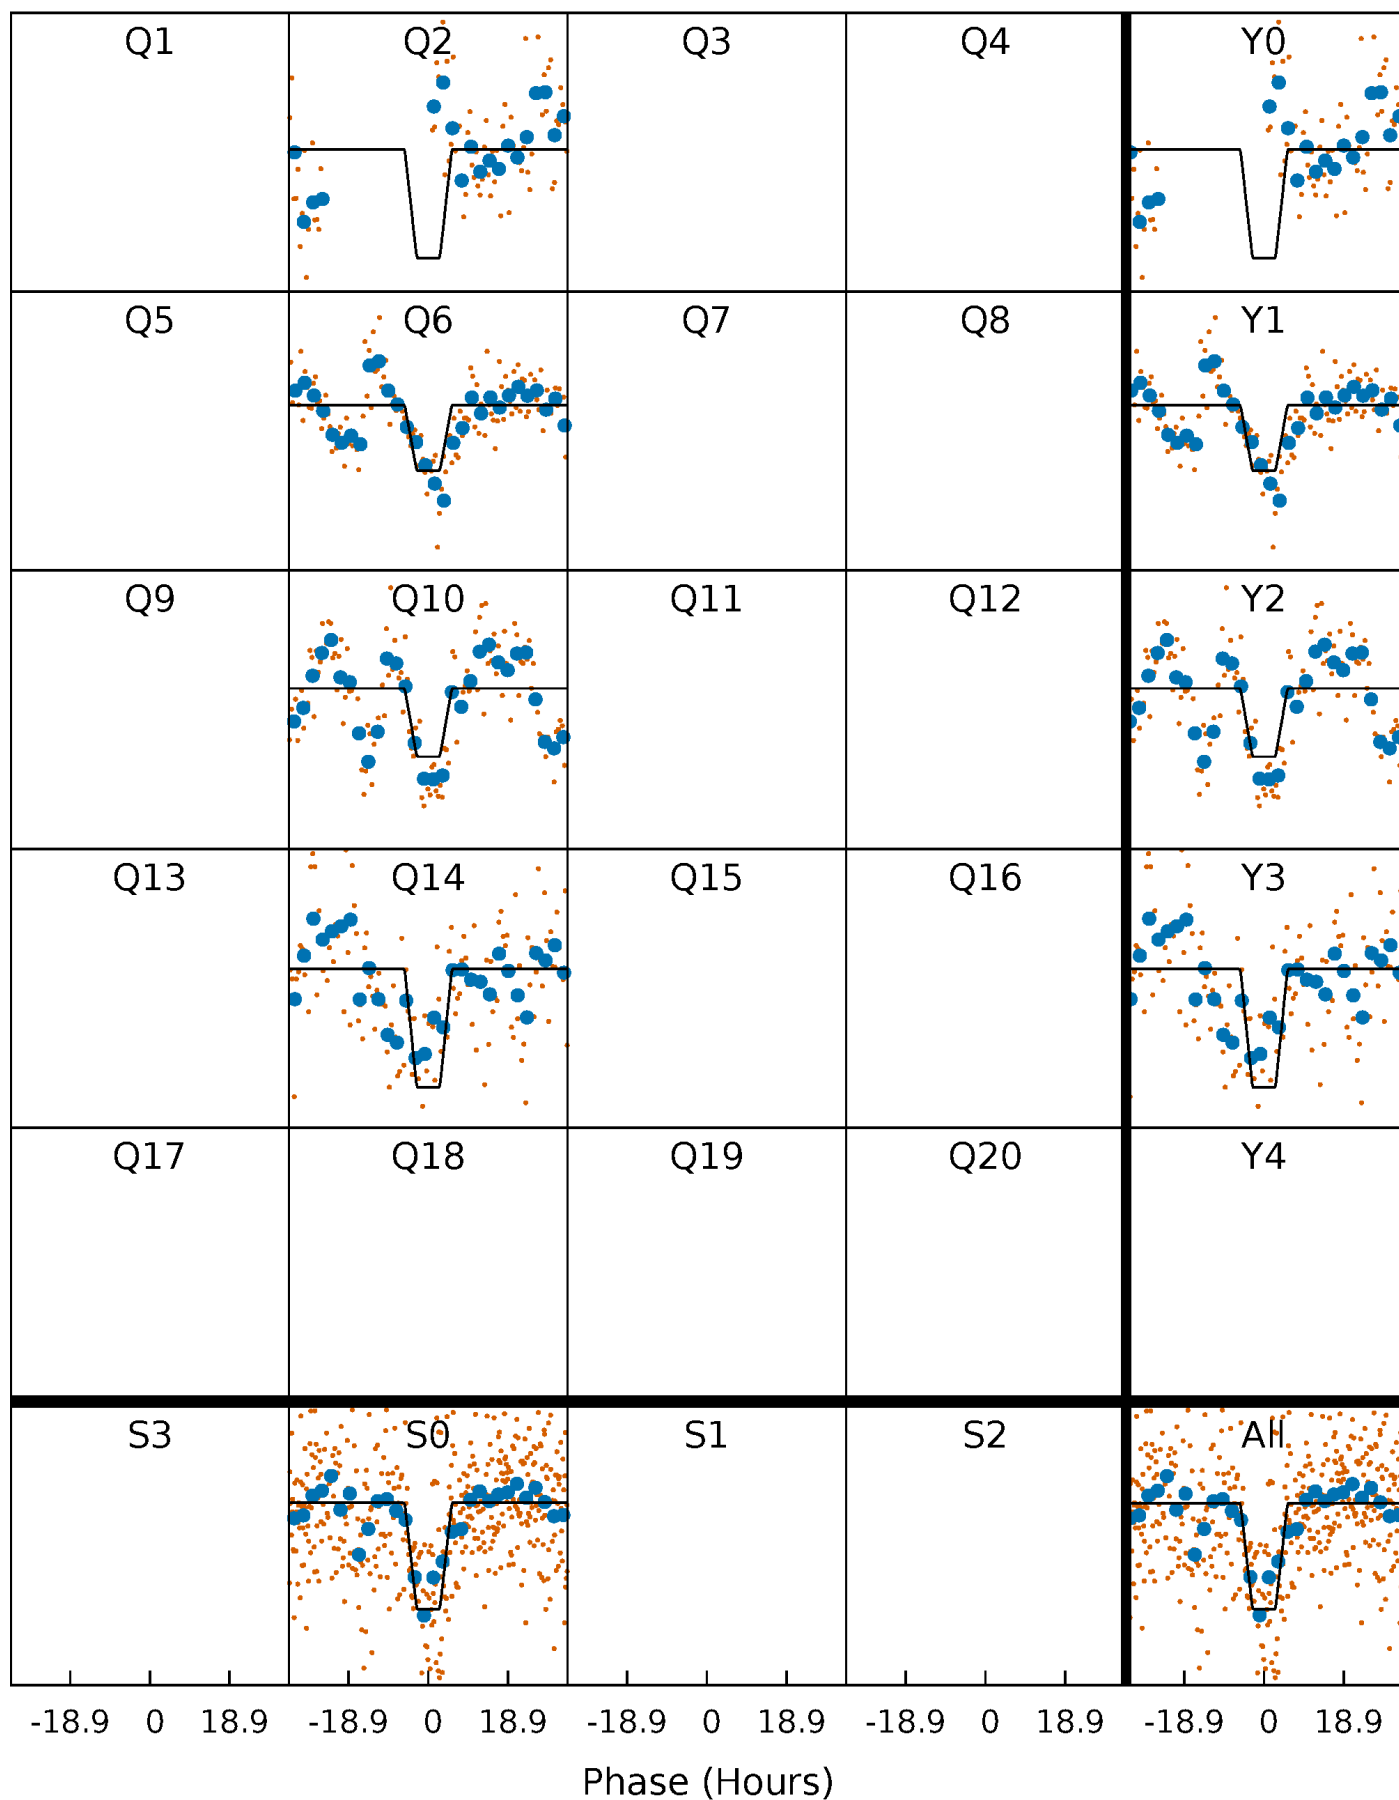 Q1 Q2 Q3 Q4 Y0
Q5 Q6 Q7 Q8 Y1
Q9 Q10 Q11 Q12 Y2
Q13 Q14 Q15 Q16 Y3
Q17 Q18 Q19 Q20 Y4
S3 S0 S1 S2 All
-18.9 0 18.9 -18.9 0 18.9 -18.9 0 18.9 -18.9 0 18.9 -18.9 0 18.9
Phase (Hours)